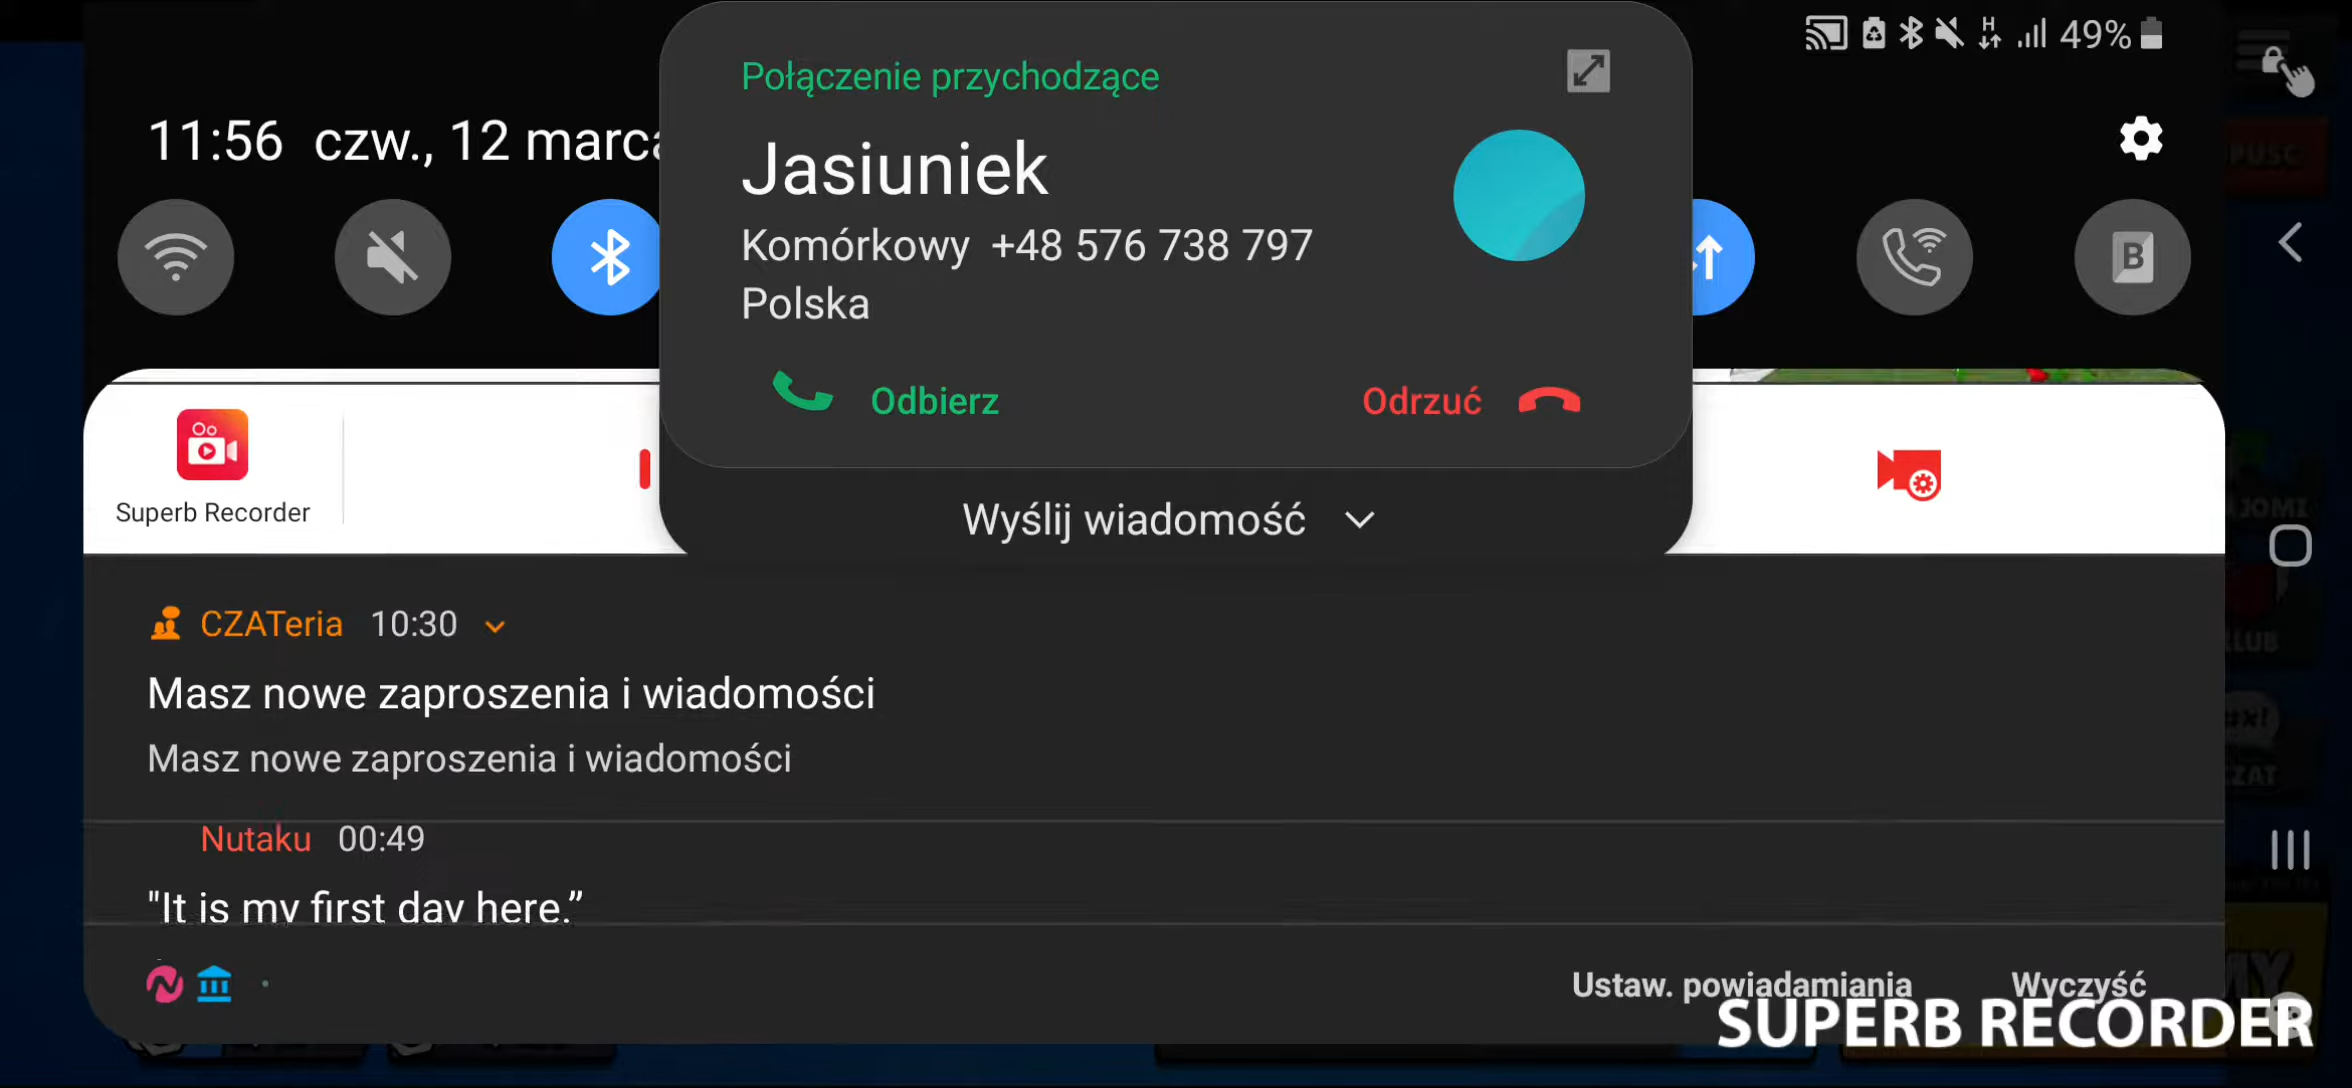 49%
Połączenie przychodzące
11:56 czw., 12 marca
Jasiuniek
Komórkowy +48 576 738 797
Polska
B
Odbierz
Odrzuć
Superb Recorder
Wyślij wiadomość
CZATeria 10:30
Masz nowe zaproszenia i wiadomości
Masz nowe zaproszenia i wiadomości
Nutaku 00:49
"It is my first day here.”
Ustaw. powiadamiania Wyczyść
SUPERB RECORDER